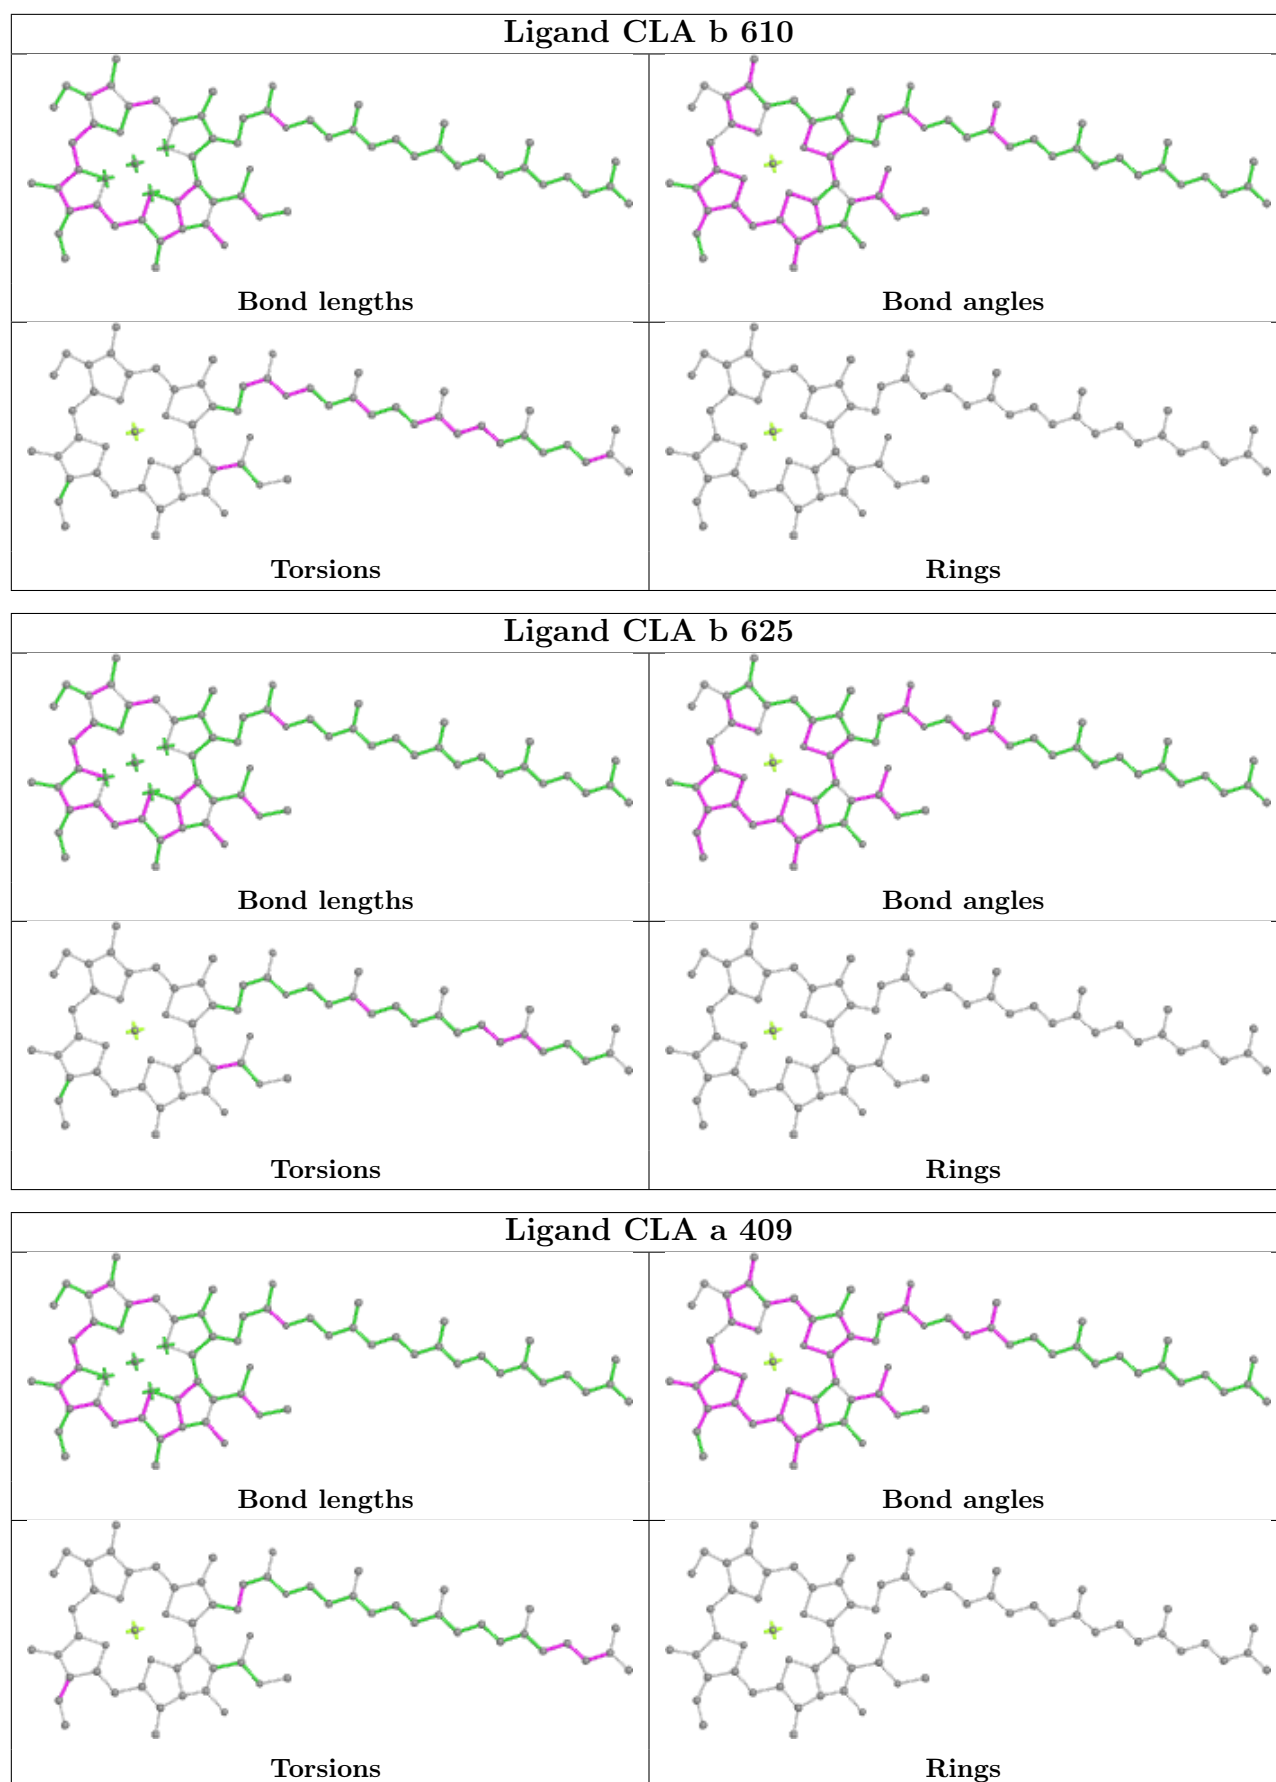 Ligand CLA b 610
Bond lengths
Bond angles
Torsions
Rings
Ligand CLA b 625
Bond lengths
Bond angles
Torsions
Rings
Ligand CLA a 409
Bond lengths
Bond angles
Torsions
Rings